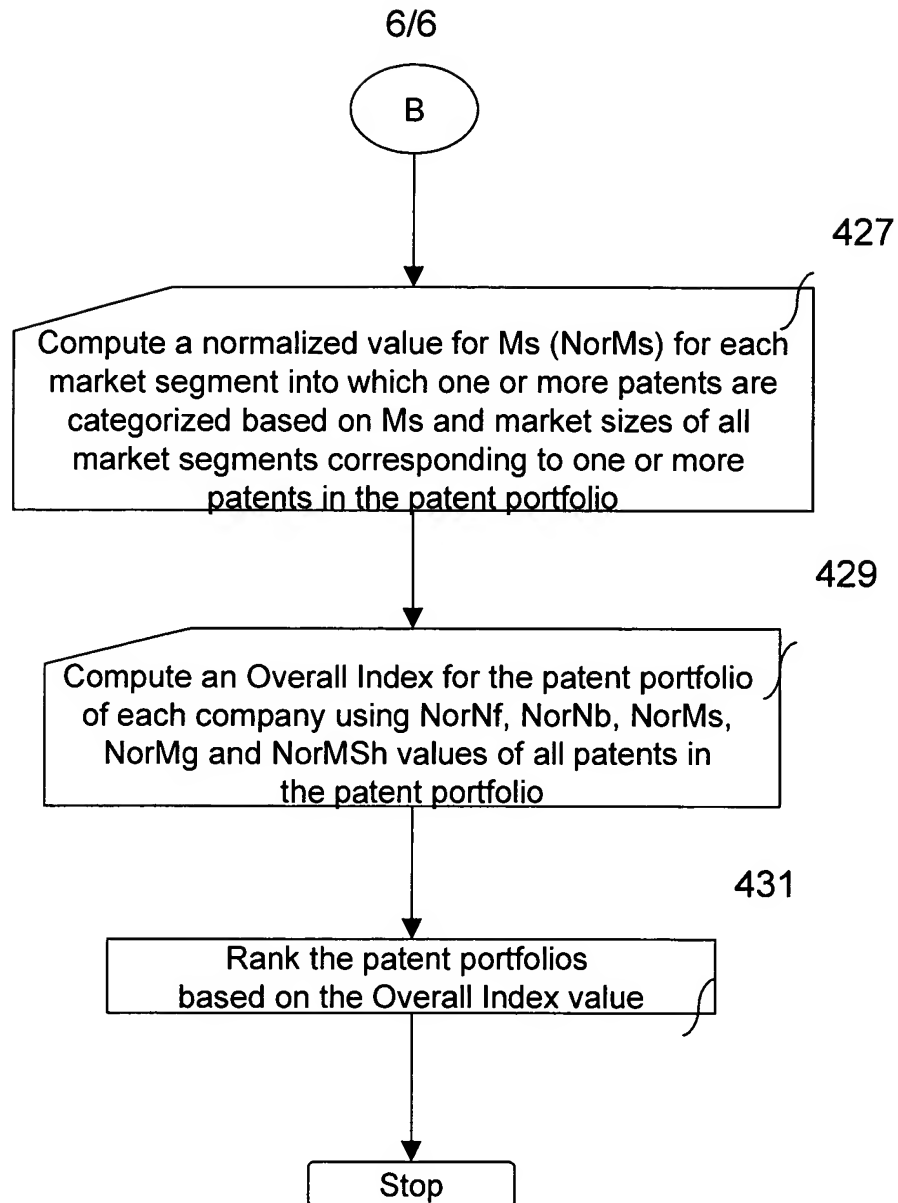 6/6
B
427
Compute a normalized value for Ms (NorMs) for each
market segment into which one or more patents are
categorized based on Ms and market sizes of all
market segments corresponding to one or more
patents in the patent portfolio
429
Compute an Overall Index for the patent portfolio
of each company using NorNf, NorNb, NorMs,
NorMg and NorMSh values of all patents in
the patent portfolio
431
Rank the patent portfolios
based on the Overall Index value
Stop